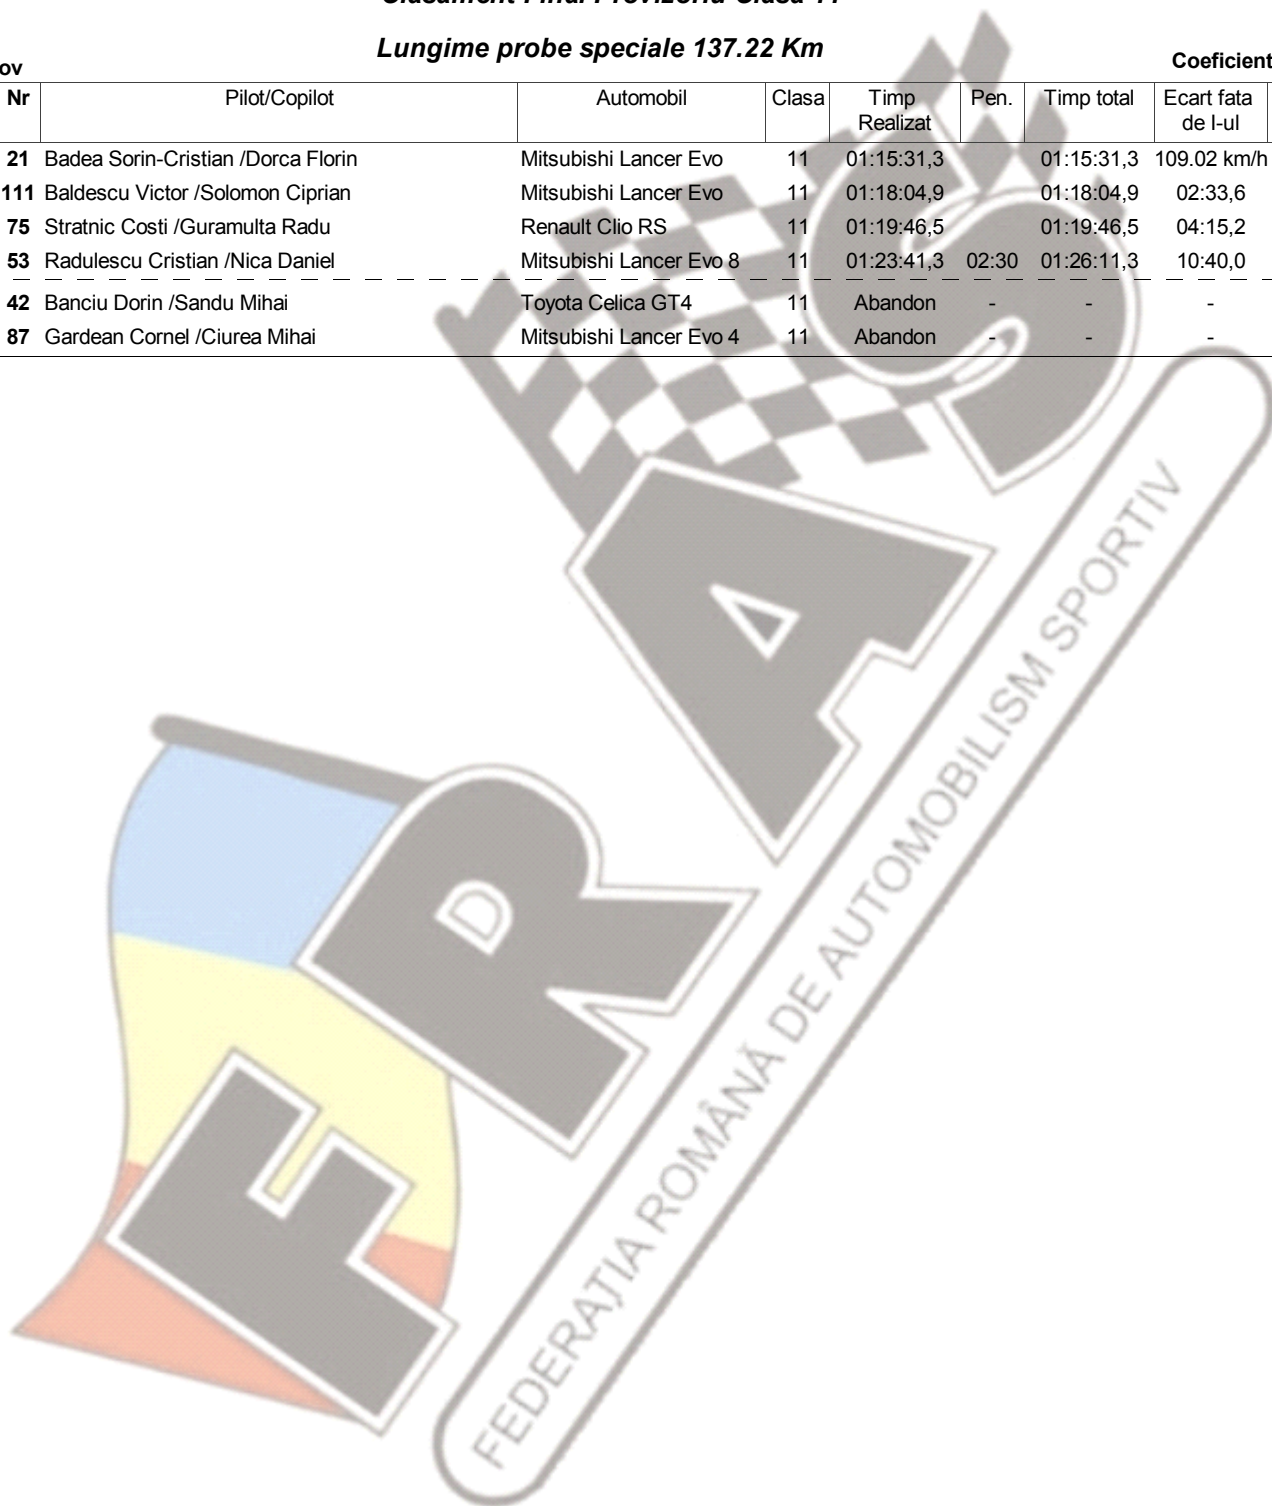 Lungime probe speciale 137.22 Km
Coeficient
Nr Pilot/Copilot Automobil Clasa Timp Realizat Pen. Timp total Ecart fata de l-ul
21 Badea Sorin-Cristian /Dorca Florin Mitsubishi Lancer Evo 11 01:15:31,3 01:15:31,3 109.02 km/h
111 Baldescu Victor /Solomon Ciprian Mitsubishi Lancer Evo 11 01:18:04,9 01:18:04,9 02:33,6
75 Stratnic Costi /Guramulta Radu Renault Clio RS 11 01:19:46,5 01:19:46,5 04:15,2
53 Radulescu Cristian /Nica Daniel Mitsubishi Lancer Evo 8 11 01:23:41,3 02:30 01:26:11,3 10:40,0
42 Banciu Dorin /Sandu Mihai Toyota Celica GT4 11 Abandon - - -
87 Gardean Cornel /Ciurea Mihai Mitsubishi Lancer Evo 4 11 Abandon - - -
FRAS
FEDERAŢIA ROMÂNĂ DE AUTOMOBILISM SPORTIV